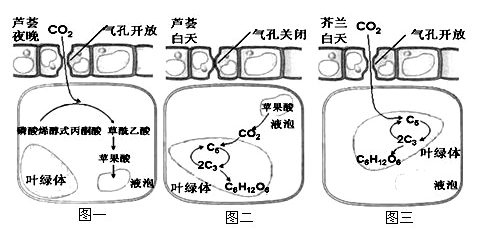 芦荟
夜晚
CO2
气孔开放
磷酸烯醇式丙酮酸
草酰乙酸
苹果酸
叶绿体
液泡
图一
芦荟
白天
气孔关闭
苹果酸
液泡
CO2
C5
2C3
叶绿体
C6H12O6
图二
芥兰
白天
CO2
气孔开放
C5
2C3
C6H12O6
叶绿体
液泡
图三